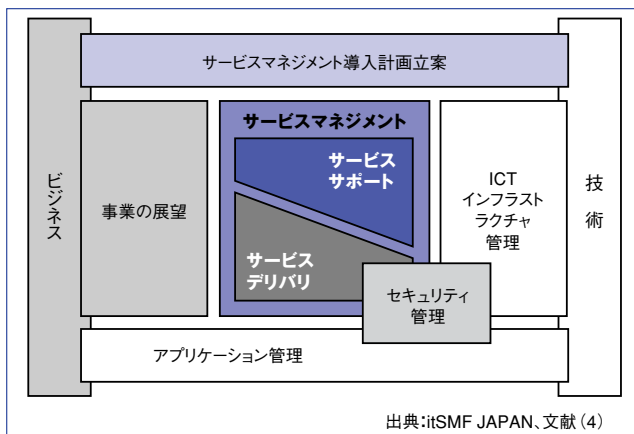 サービスマネジメント導入計画立案
ビジネス
事業の展望
サービスマネジメント
サービス
サポート
サービス
デリバリ
ICT
インフラスト
ラクチャ
管理
技術
セキュリティ
管理
アプリケーション管理
出典:itSMF JAPAN、文献(4)